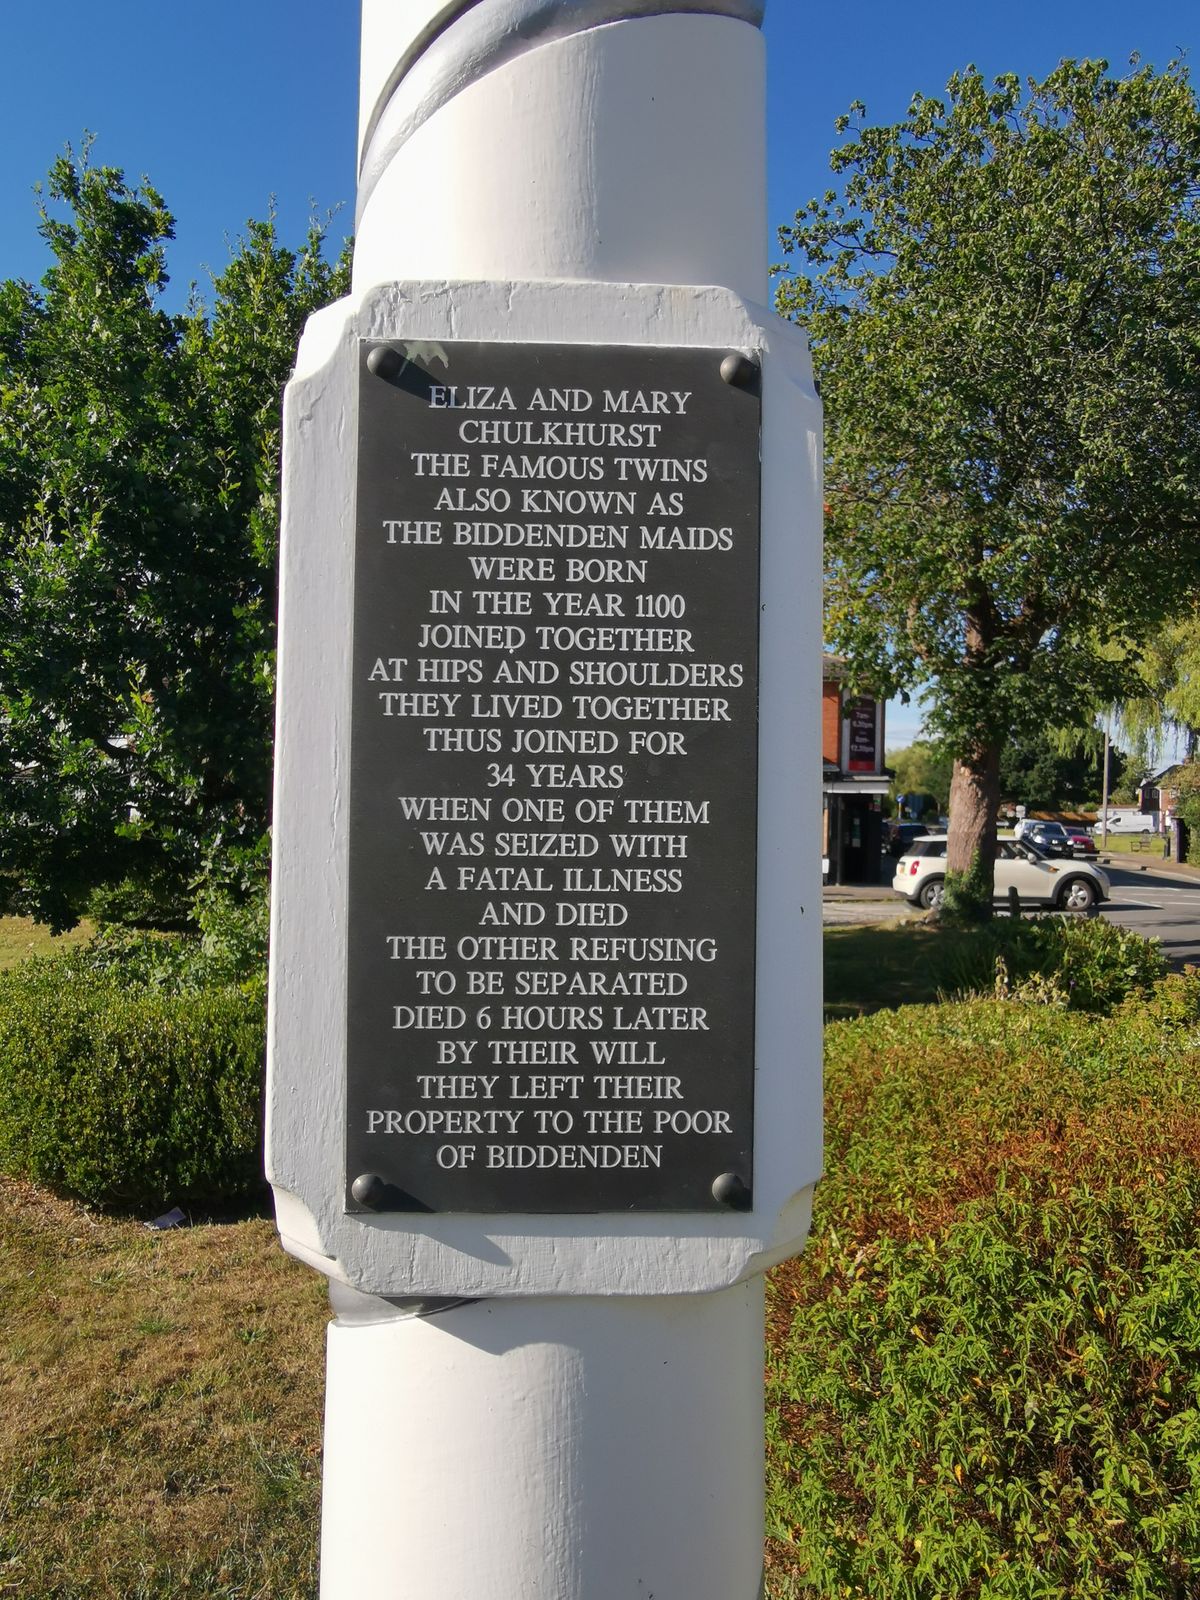 ELIZA AND MARY
CHULKHURST
THE FAMOUS TWINS
ALSO KNOWN AS
THE BIDDENDEN MAIDS
WERE BORN
IN THE YEAR 1100
JOINED TOGETHER
AT HIPS AND SHOULDERS
THEY LIVED TOGETHER
THUS JOINED FOR
34 YEARS
WHEN ONE OF THEM
WAS SEIZED WITH
A FATAL ILLNESS
AND DIED
THE OTHER REFUSING
TO BE SEPARATED
DIED 6 HOURS LATER
BY THEIR WILL
THEY LEFT THEIR
PROPERTY TO THE POOR
OF BIDDENDEN